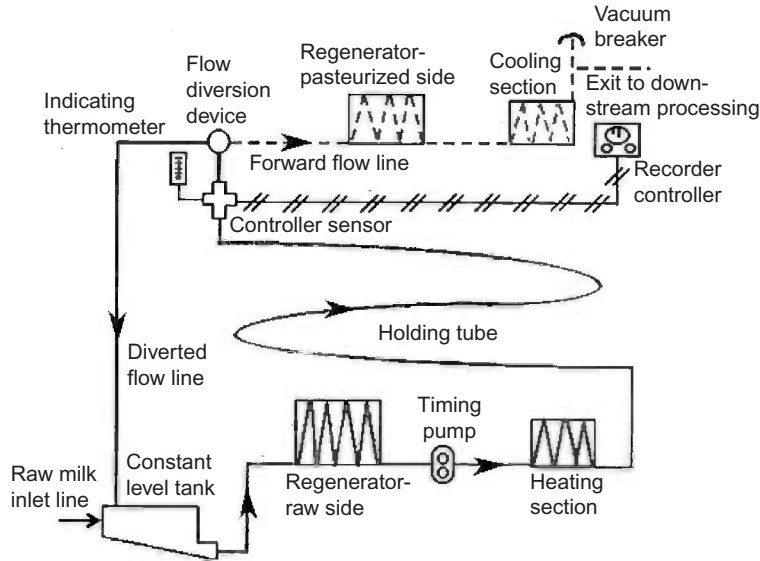 Vacuum
breaker
Flow
diversion
device
Regenerator-
pasteurized side
Cooling
section
Exit to down-
stream processing
Indicating
thermometer
Forward flow line
Recorder
controller
Controller sensor
Holding tube
Diverted
flow line
Timing
pump
Raw milk
inlet line
Constant
level tank
Regenerator-
raw side
Heating
section